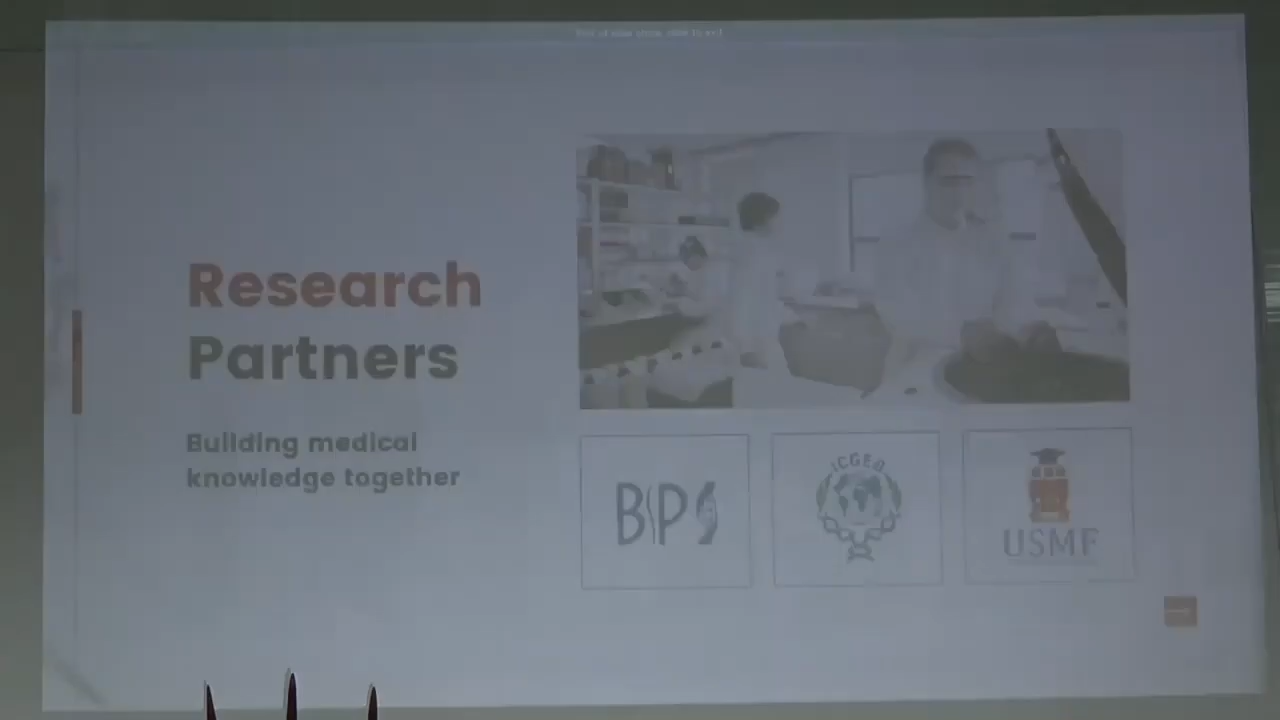 Research
Partners
Building medical
knowledge together
BIP
ICGEB
USMF